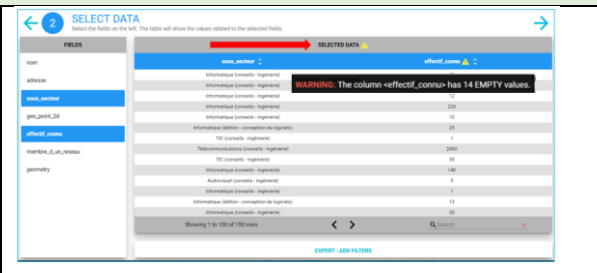 2
SELECT DATA
Select the fields on the left. The table will show the values related to the selected fields.
FIELDS
SELECTED DATA
nom
adresse
sous_secteur
geo_point_2d
effectif_connu
membre_d_un_reseau
geometry
sous_secteur
effectif_connu
Informatique (conseils - ingénierie)
WARNING: The column <effectif_connu> has 14 EMPTY values.
Informatique (conseils - ingénierie)
Informatique (conseils - ingénierie) 12
Informatique (conseils - ingénierie) 220
Informatique (conseils - ingénierie) 10
Informatique (édition - conception de logiciels) 25
TIC (conseils - ingénierie) 1
Télécommunications (conseils - ingénierie) 2400
TIC (conseils - ingénierie) 55
Informatique (conseils - ingénierie) 140
Audiovisuel (conseils - ingénierie) 5
Informatique (conseils - ingénierie) 1
Informatique (édition - conception de logiciels) 13
Informatique (conseils - ingénierie) 20
Showing 1 to 100 of 150 rows
Search
EXPERT : ADD FILTERS